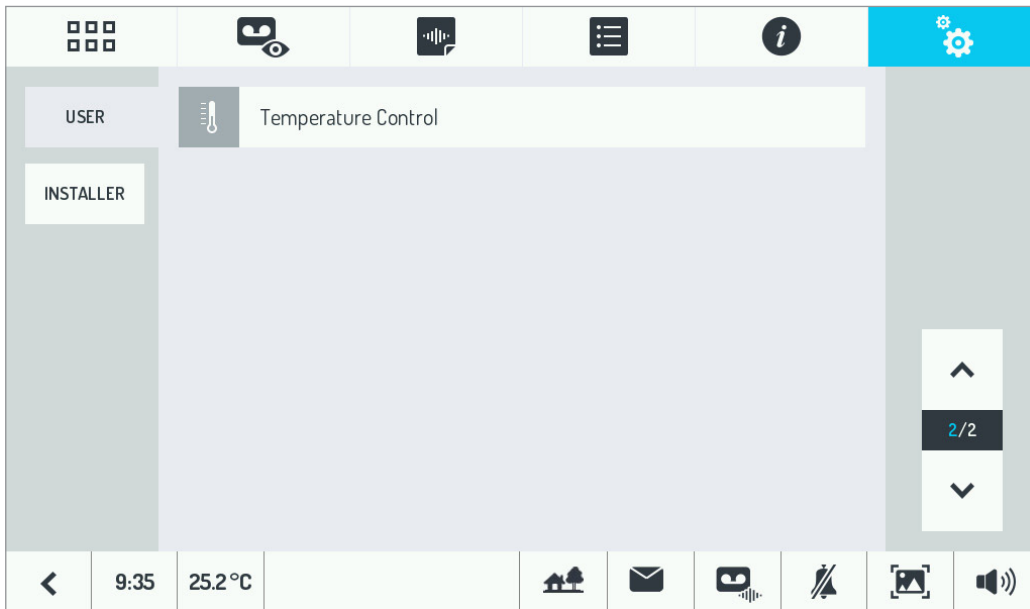 USER
Temperature Control
INSTALLER
2/2
9:35
25.2 °C